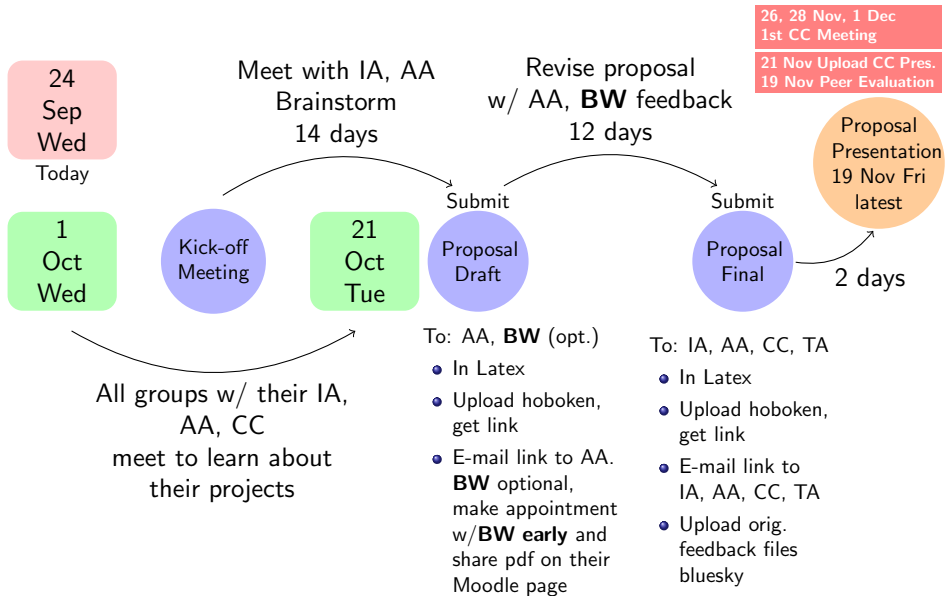 26, 28 Nov, 1 Dec
1st CC Meeting
21 Nov Upload CC Pres.
19 Nov Peer Evaluation
24
Sep
Wed
Today
Meet with IA, AA
Brainstorm
14 days
Revise proposal
w/ AA, BW feedback
12 days
Proposal
Presentation
19 Nov Fri
latest
1
Oct
Wed
Kick-off
Meeting
21
Oct
Tue
Submit
Proposal
Draft
Submit
Proposal
Final
2 days
All groups w/ their IA,
AA, CC
meet to learn about
their projects
To: AA, BW (opt.)
In Latex
Upload hoboken,
get link
E-mail link to AA.
BW optional,
make appointment
w/BW early and
share pdf on their
Moodle page
To: IA, AA, CC, TA
In Latex
Upload hoboken,
get link
E-mail link to
IA, AA, CC, TA
Upload orig.
feedback files
bluesky